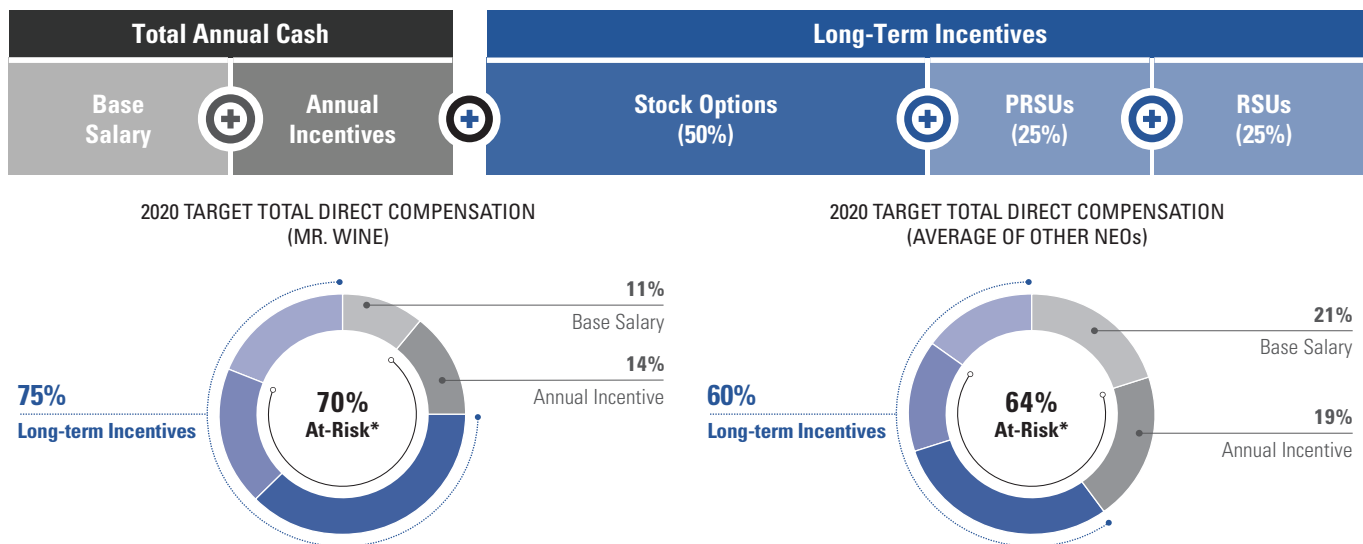 Total Annual Cash
Long-Term Incentives
Base
Salary
Annual
Incentives
Stock Options
(50%)
PRSUs
(25%)
RSUs
(25%)
2020 TARGET TOTAL DIRECT COMPENSATION
(MR. WINE)
11%
Base Salary
14%
Annual Incentive
75%
Long-term Incentives
70%
At-Risk*
2020 TARGET TOTAL DIRECT COMPENSATION
(AVERAGE OF OTHER NEOs)
21%
Base Salary
19%
Annual Incentive
60%
Long-term Incentives
64%
At-Risk*